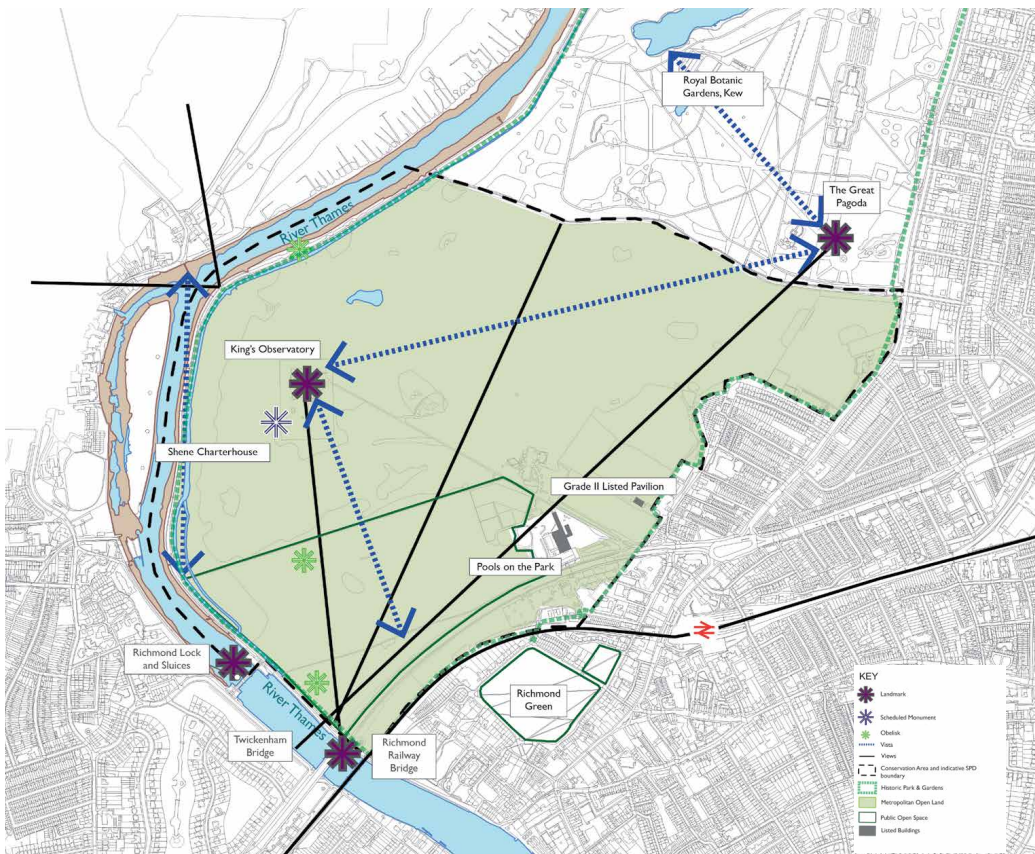 Royal Botanic
Gardens, Kew
The Great
Pagoda
River Thames
King's Observatory
Shene Charterhouse
Grade II Listed Pavilion
Pools on the Park
Richmond Lock
and Sluices
River Thames
Richmond
Green
Twickenham
Bridge
Richmond
Railway
Bridge
KEY
Landmark
Scheduled Monument
Obelisk
Vista
Views
Conservation Area and indicative SPD
boundary
Historic Park & Gardens
Metropolitan Open Land
Public Open Space
Listed Buildings